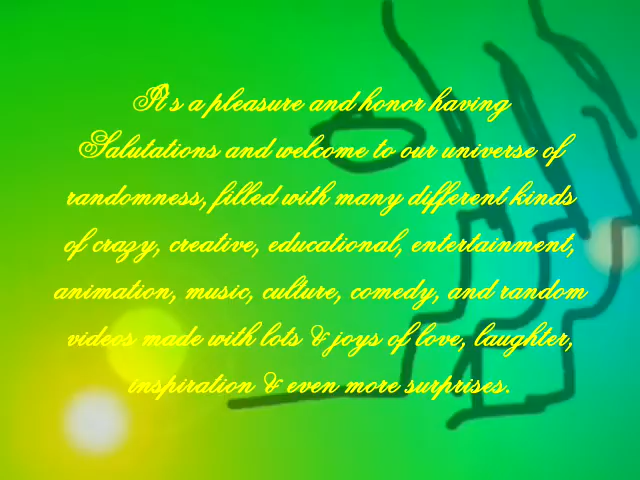 It's a pleasure and honor having
Salutations and welcome to our universe of
randomness, filled with many different kinds
of crazy, creative, educational, entertainment,
animation, music, culture, comedy, and random
videos made with lots & joys of love, laughter,
inspiration & even more surprises.